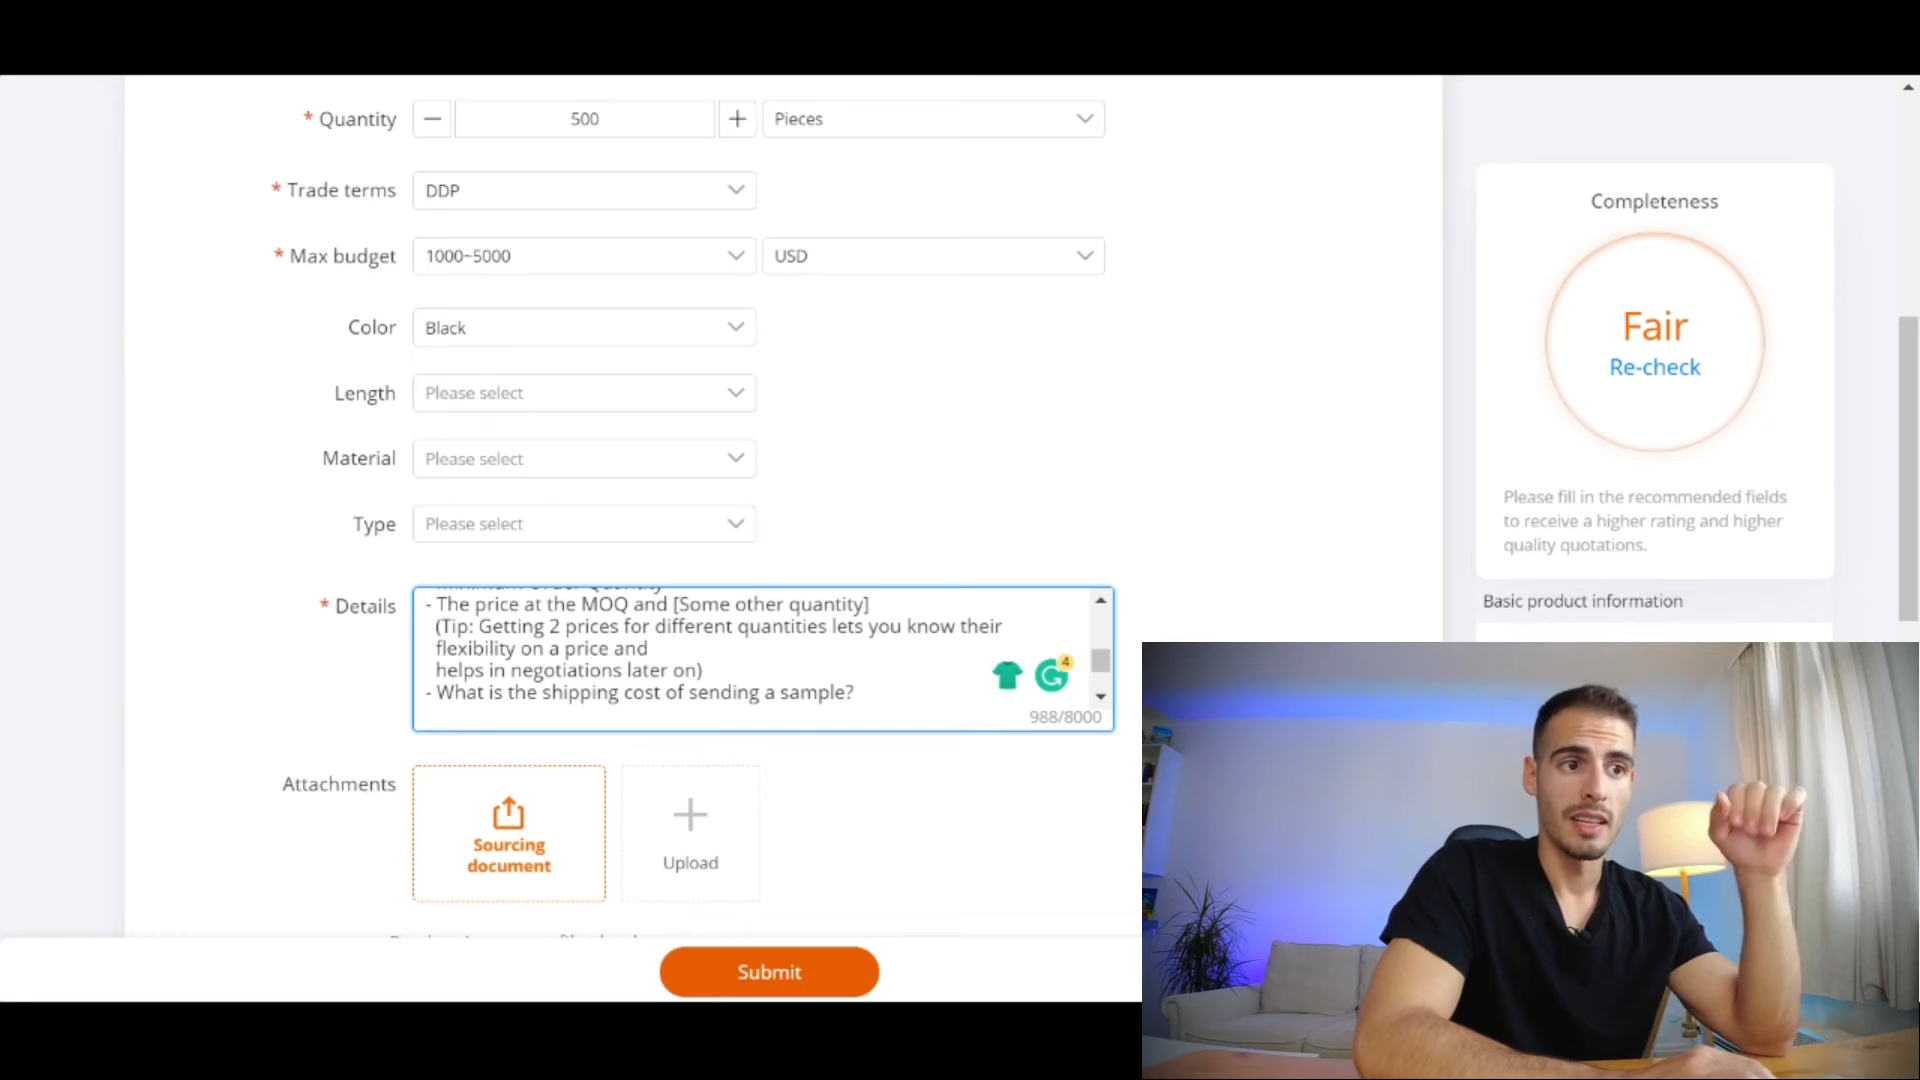 * Quantity
500
Pieces
* Trade terms
DDP
* Max budget
1000~5000
USD
Color
Black
Length
Please select
Material
Please select
Type
Please select
* Details
Minimum Order Quantity
- The price at the MOQ and [Some other quantity]
(Tip: Getting 2 prices for different quantities lets you know their
flexibility on a price and
helps in negotiations later on)
- What is the shipping cost of sending a sample?
4
988/8000
Attachments
Sourcing
document
Upload
Submit
Completeness
Fair
Re-check
Please fill in the recommended fields
to receive a higher rating and higher
quality quotations.
Basic product information